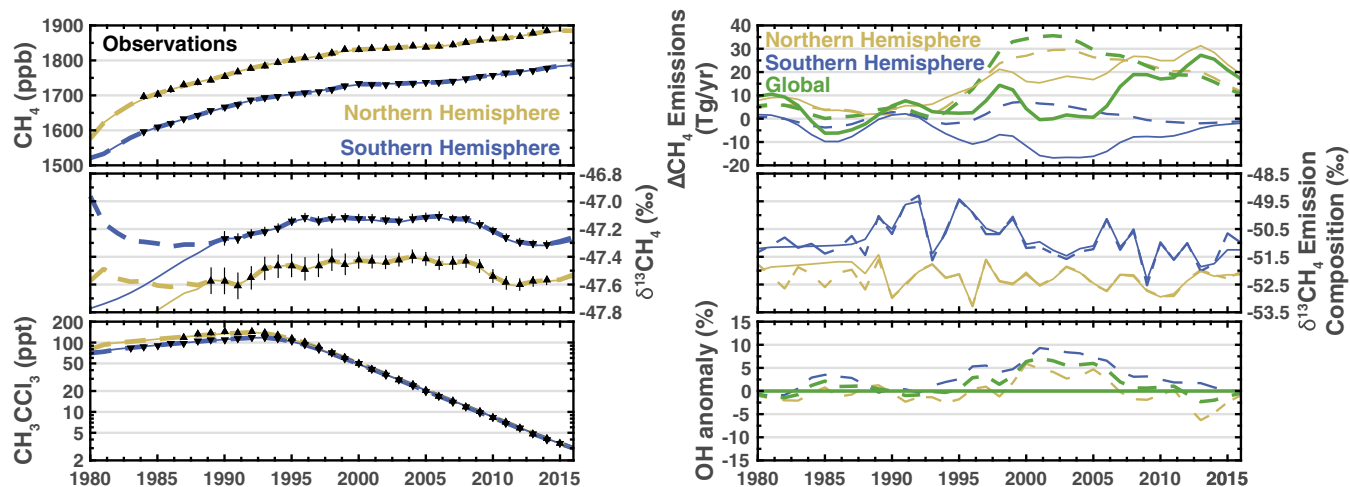 CH4 (ppb)
1900
1800
1700
1600
1500
Observations
Northern Hemisphere
Southern Hemisphere
-46.8
-47.0
-47.2
-47.4
-47.6
-47.8
δ¹³CH4 (‰)
CH3CCl3 (ppt)
200
100
50
20
10
5
2
1980 1985 1990 1995 2000 2005 2010 2015
ΔCH4 Emissions
(Tg/yr)
40
30
20
10
0
-10
-20
Northern Hemisphere
Southern Hemisphere
Global
-48.5
-49.5
-50.5
-51.5
-52.5
-53.5
δ¹³CH4 Emission
Composition (‰)
OH anomaly (%)
15
10
5
0
-5
-10
-15
1980 1985 1990 1995 2000 2005 2010 2015